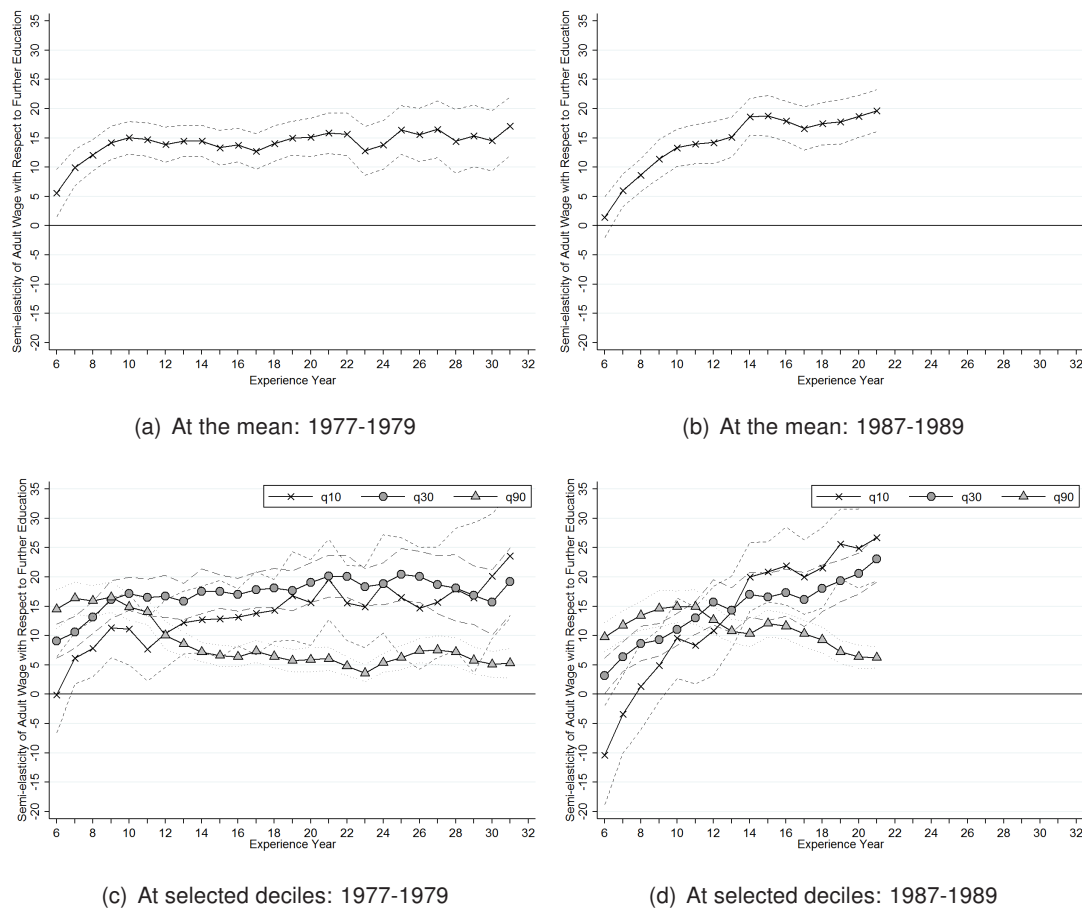 Semi-elasticity of Adult Wage with Respect to Further Education
35
30
25
20
15
10
5
0
-5
-10
-15
-20
6 8 10 12 14 16 18 20 22 24 26 28 30 32
Experience Year
(a) At the mean: 1977-1979
Semi-elasticity of Adult Wage with Respect to Further Education
35
30
25
20
15
10
5
0
-5
-10
-15
-20
6 8 10 12 14 16 18 20 22 24 26 28 30 32
Experience Year
(b) At the mean: 1987-1989
Semi-elasticity of Adult Wage with Respect to Further Education
35
30
25
20
15
10
5
0
-5
-10
-15
-20
q10 q30 q90
6 8 10 12 14 16 18 20 22 24 26 28 30 32
Experience Year
(c) At selected deciles: 1977-1979
Semi-elasticity of Adult Wage with Respect to Further Education
35
30
25
20
15
10
5
0
-5
-10
-15
-20
q10 q30 q90
6 8 10 12 14 16 18 20 22 24 26 28 30 32
Experience Year
(d) At selected deciles: 1987-1989